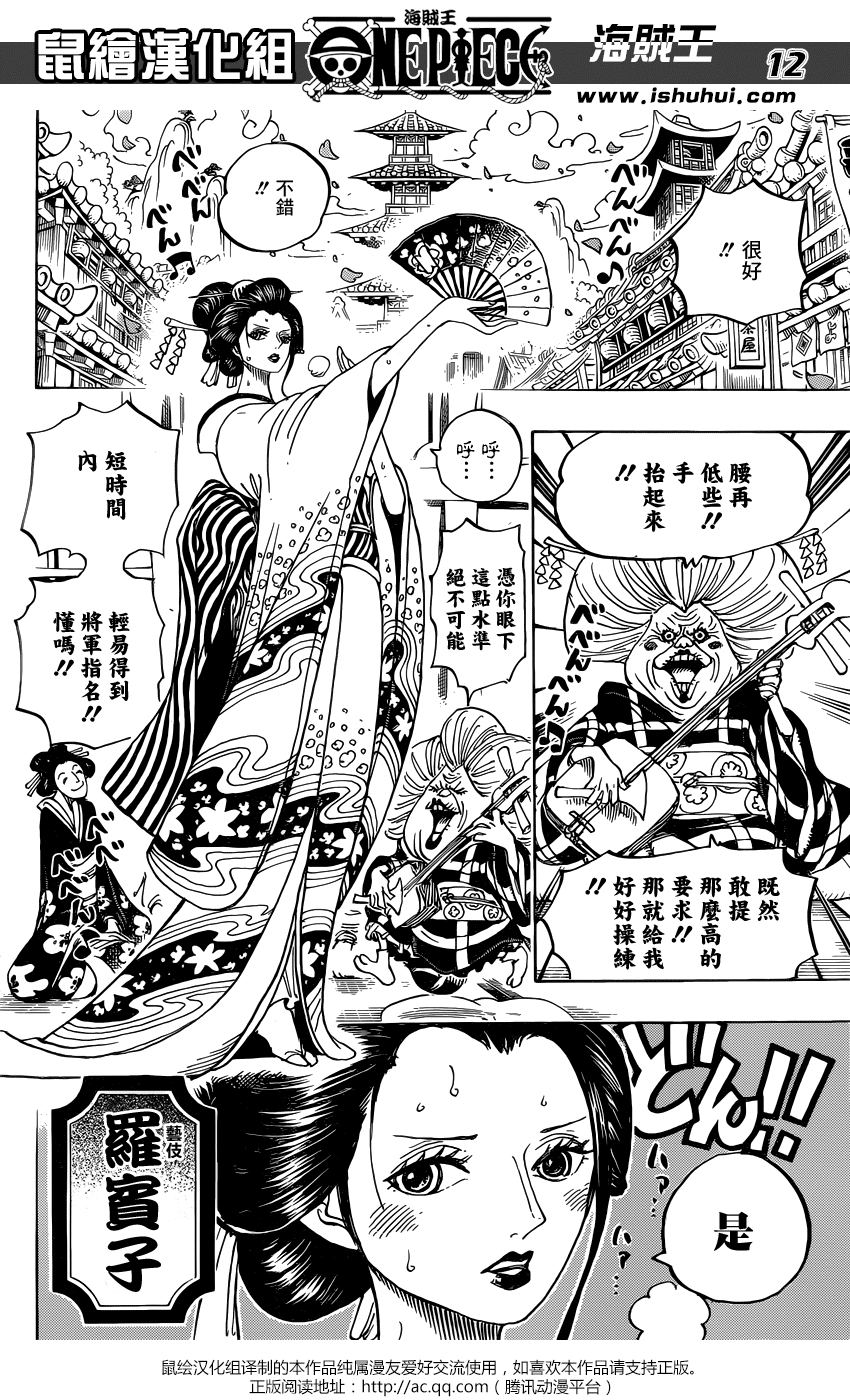 鼠繪漢化組
海賊王
ONE PIECE
海賊王
12
www.ishuhui.com
很好
!!
べんべん♪
不錯
!!
べべん
べん♪
茶屋
腰再
低些!!
手
抬起來
!!
べべんべん♪
既然
敢提
那麼高的
要求!!
那就給我
好好操練
!!
呼…
呼…
憑你眼下
這點水準
絕不可能
短時間
內
輕易得到
將軍指名!!
懂嗎!!
べべ
べべん
どどん!!
ハァ…
ハァ…
是
藝伎
羅賓子
鼠绘汉化组译制的本作品纯属漫友爱好交流使用，如喜欢本作品请支持正版。
正版阅读地址：http://ac.qq.com（腾讯动漫平台）